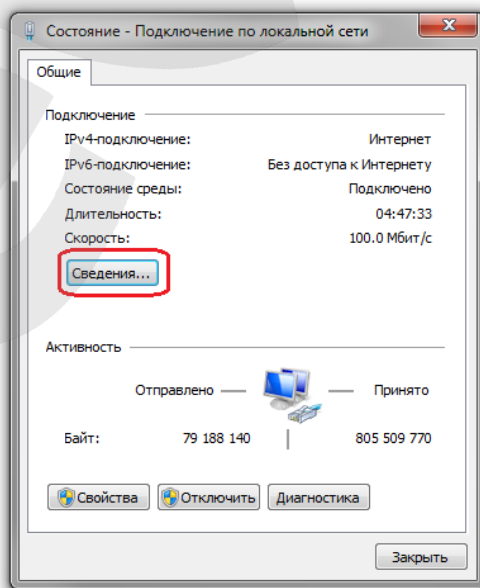 Состояние - Подключение по локальной сети
Общие
Подключение
IPv4-подключение: Интернет
IPv6-подключение: Без доступа к Интернету
Состояние среды: Подключено
Длительность: 04:47:33
Скорость: 100.0 Мбит/с
Сведения...
Активность
Отправлено — — Принято
Байт: 79 188 140 | 805 509 770
Свойства Отключить Диагностика
Закрыть